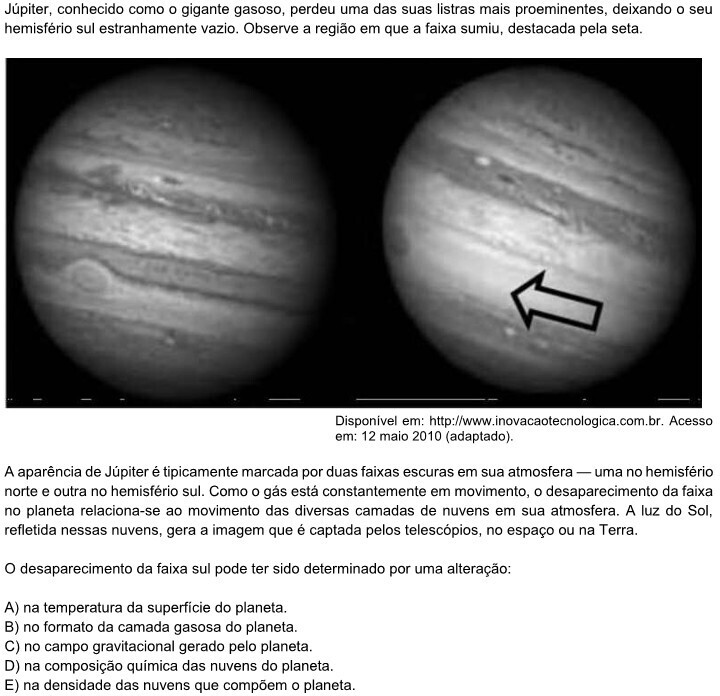 Júpiter, conhecido como o gigante gasoso, perdeu uma das suas listras mais proeminentes, deixando o seu
hemisfério sul estranhamente vazio. Observe a região em que a faixa sumiu, destacada pela seta.
Disponível em: http://www.inovacaotecnologica.com.br. Acesso
em: 12 maio 2010 (adaptado).
A aparência de Júpiter é tipicamente marcada por duas faixas escuras em sua atmosfera — uma no hemisfério
norte e outra no hemisfério sul. Como o gás está constantemente em movimento, o desaparecimento da faixa
no planeta relaciona-se ao movimento das diversas camadas de nuvens em sua atmosfera. A luz do Sol,
refletida nessas nuvens, gera a imagem que é captada pelos telescópios, no espaço ou na Terra.
O desaparecimento da faixa sul pode ter sido determinado por uma alteração:
A) na temperatura da superfície do planeta.
B) no formato da camada gasosa do planeta.
C) no campo gravitacional gerado pelo planeta.
D) na composição química das nuvens do planeta.
E) na densidade das nuvens que compõem o planeta.